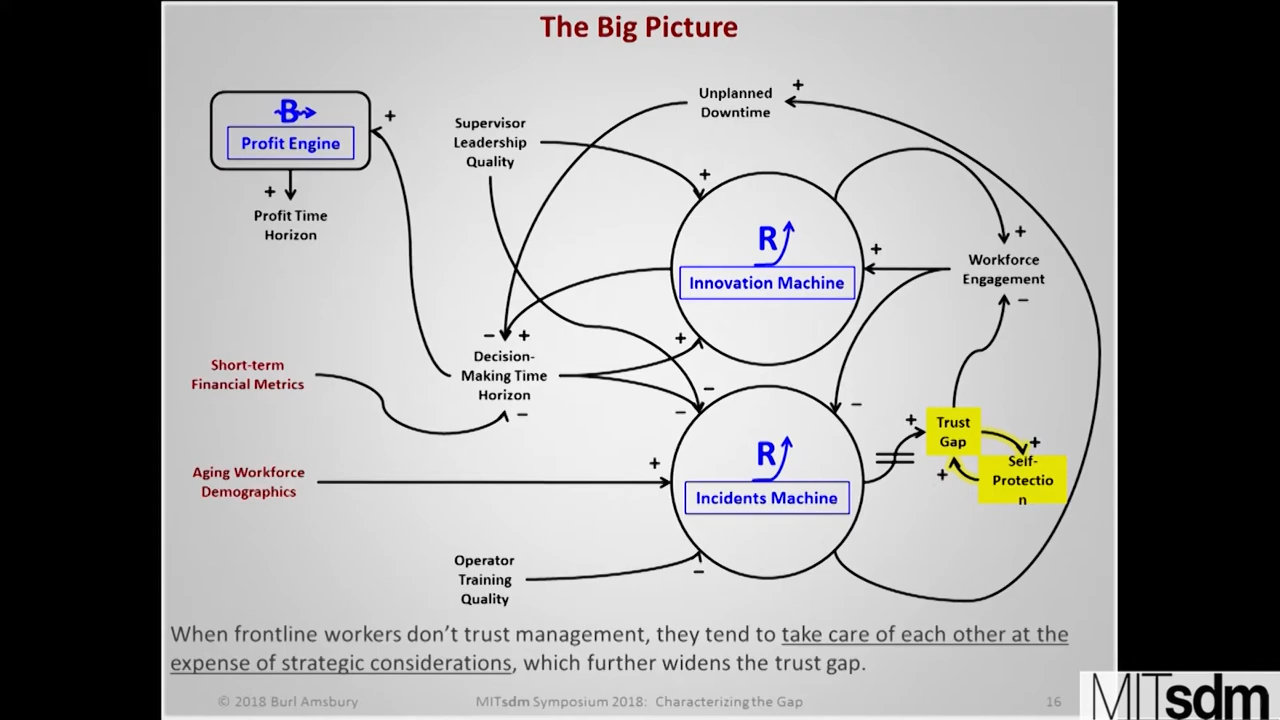 The Big Picture
Unplanned
Downtime
+
B
Profit Engine
+
Supervisor
Leadership
Quality
+
+
Profit Time
Horizon
R
Innovation Machine
+
+
Workforce
Engagement
–
– +
Decision-
Making Time
Horizon
–
+
Short-term
Financial Metrics
–
–
–
+
Trust
Gap
+
Self-
Protectio
n
+
Aging Workforce
Demographics
+
R
Incidents Machine
Operator
Training
Quality
–
When frontline workers don't trust management, they tend to take care of each other at the
expense of strategic considerations, which further widens the trust gap.
© 2018 Burl Amsbury
MITsdm Symposium 2018: Characterizing the Gap
16
MITsdm